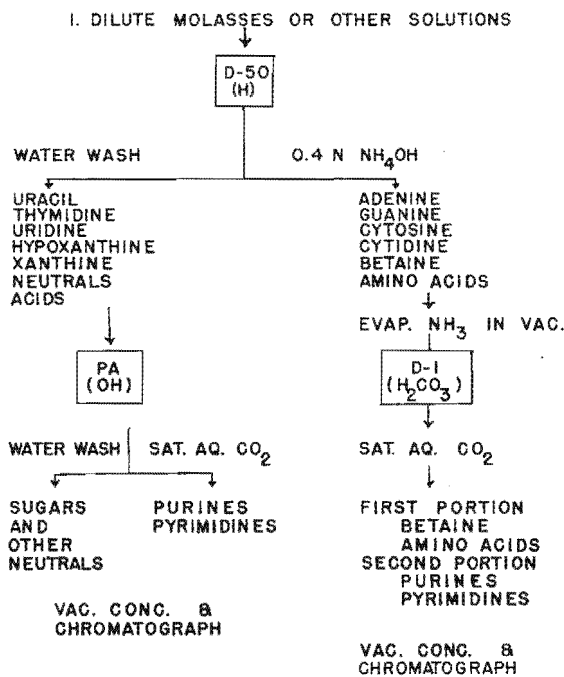 I. DILUTE MOLASSES OR OTHER SOLUTIONS
D-50
(H)
WATER WASH
0.4 N NH4OH
URACIL
THYMIDINE
URIDINE
HYPOXANTHINE
XANTHINE
NEUTRALS
ACIDS
ADENINE
GUANINE
CYTOSINE
CYTIDINE
BETAINE
AMINO ACIDS
EVAP. NH3 IN VAC.
PA
(OH)
D-1
(H2CO3)
WATER WASH
SAT. AQ. CO2
SAT. AQ. CO2
SUGARS
AND
OTHER
NEUTRALS
PURINES
PYRIMIDINES
FIRST PORTION
BETAINE
AMINO ACIDS
SECOND PORTION
PURINES
PYRIMIDINES
VAC. CONC. &
CHROMATOGRAPH
VAC. CONC. &
CHROMATOGRAPH